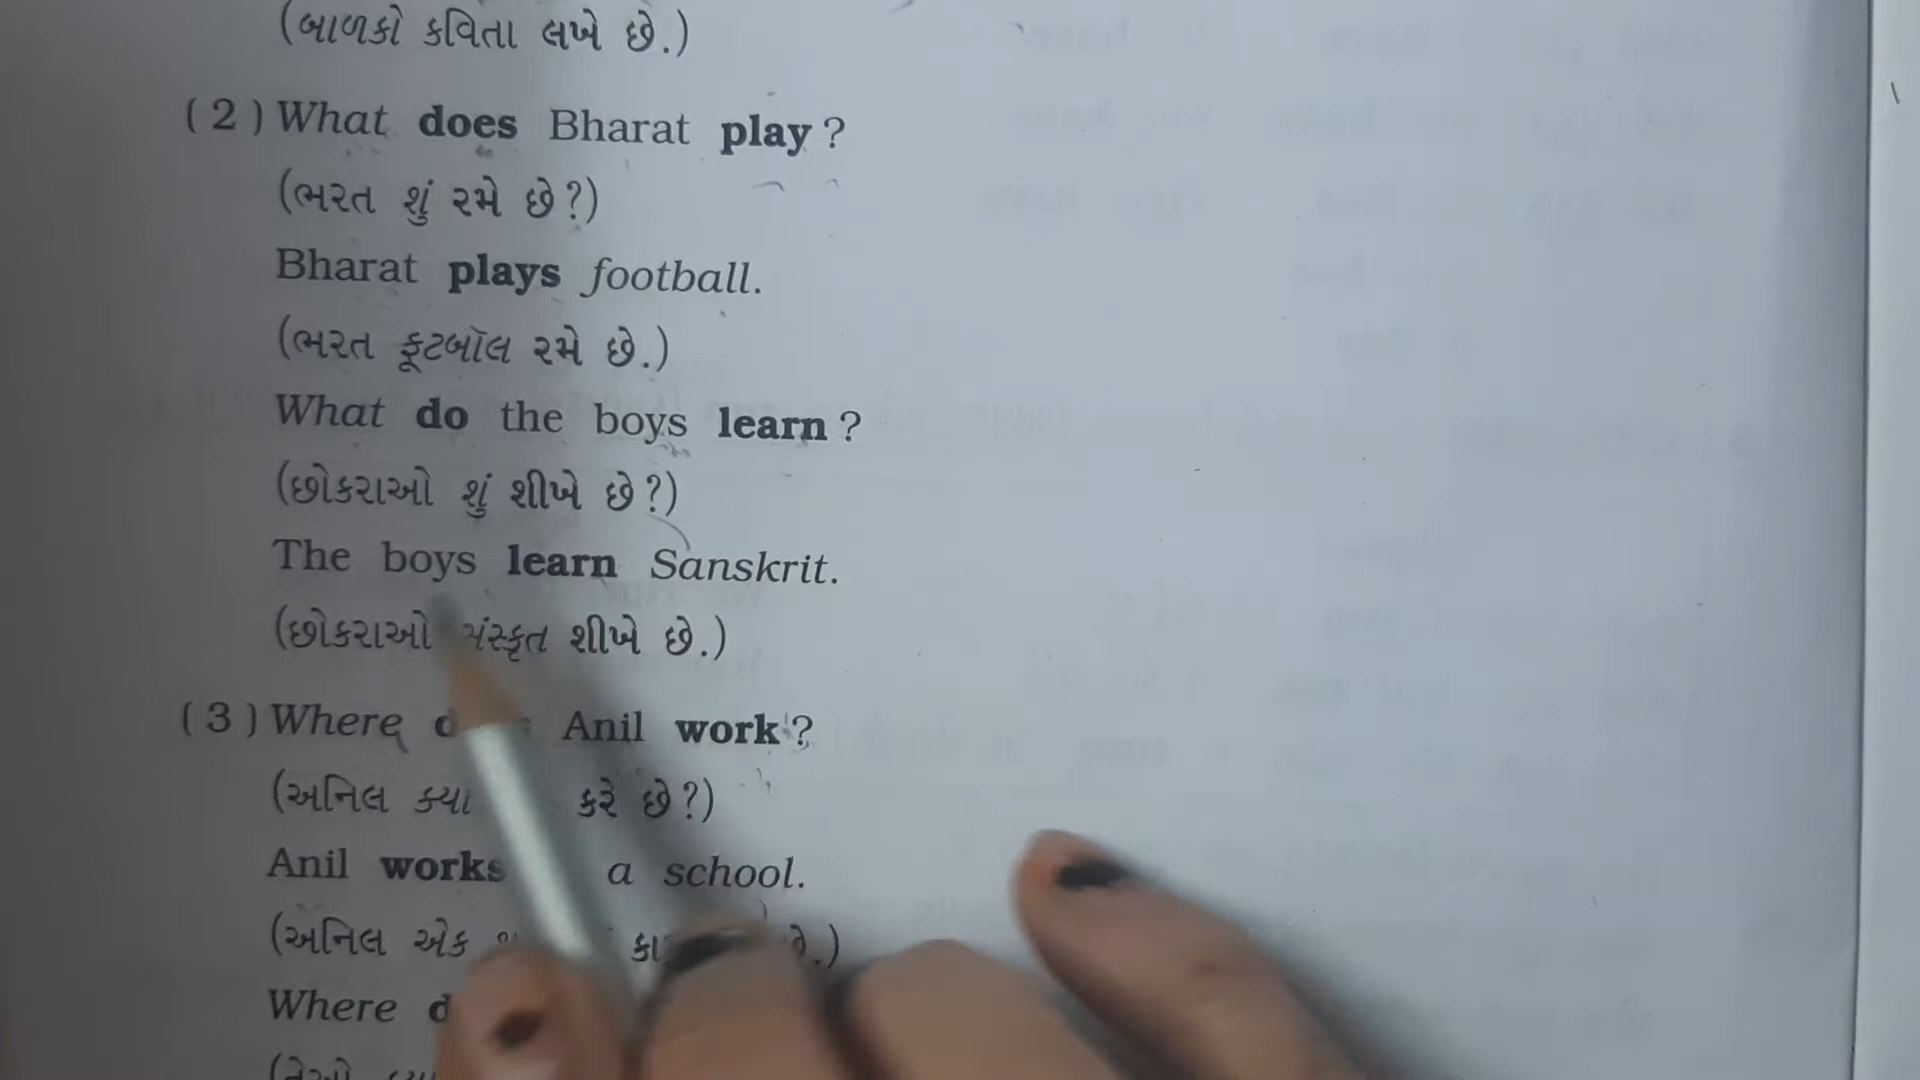 (બાળકો કવિતા લખે છે.)
(2) What does Bharat play?
(ભરત શું રમે છે?)
Bharat plays football.
(ભરત ફૂટબૉલ રમે છે.)
What do the boys learn?
(છોકરાઓ શું શીખે છે?)
The boys learn Sanskrit.
(છોકરાઓ સંસ્કૃત શીખે છે.)
(3) Where Anil work?
(અનિલ કરે છે?)
Anil works a school.
(અનિલ એક
Where